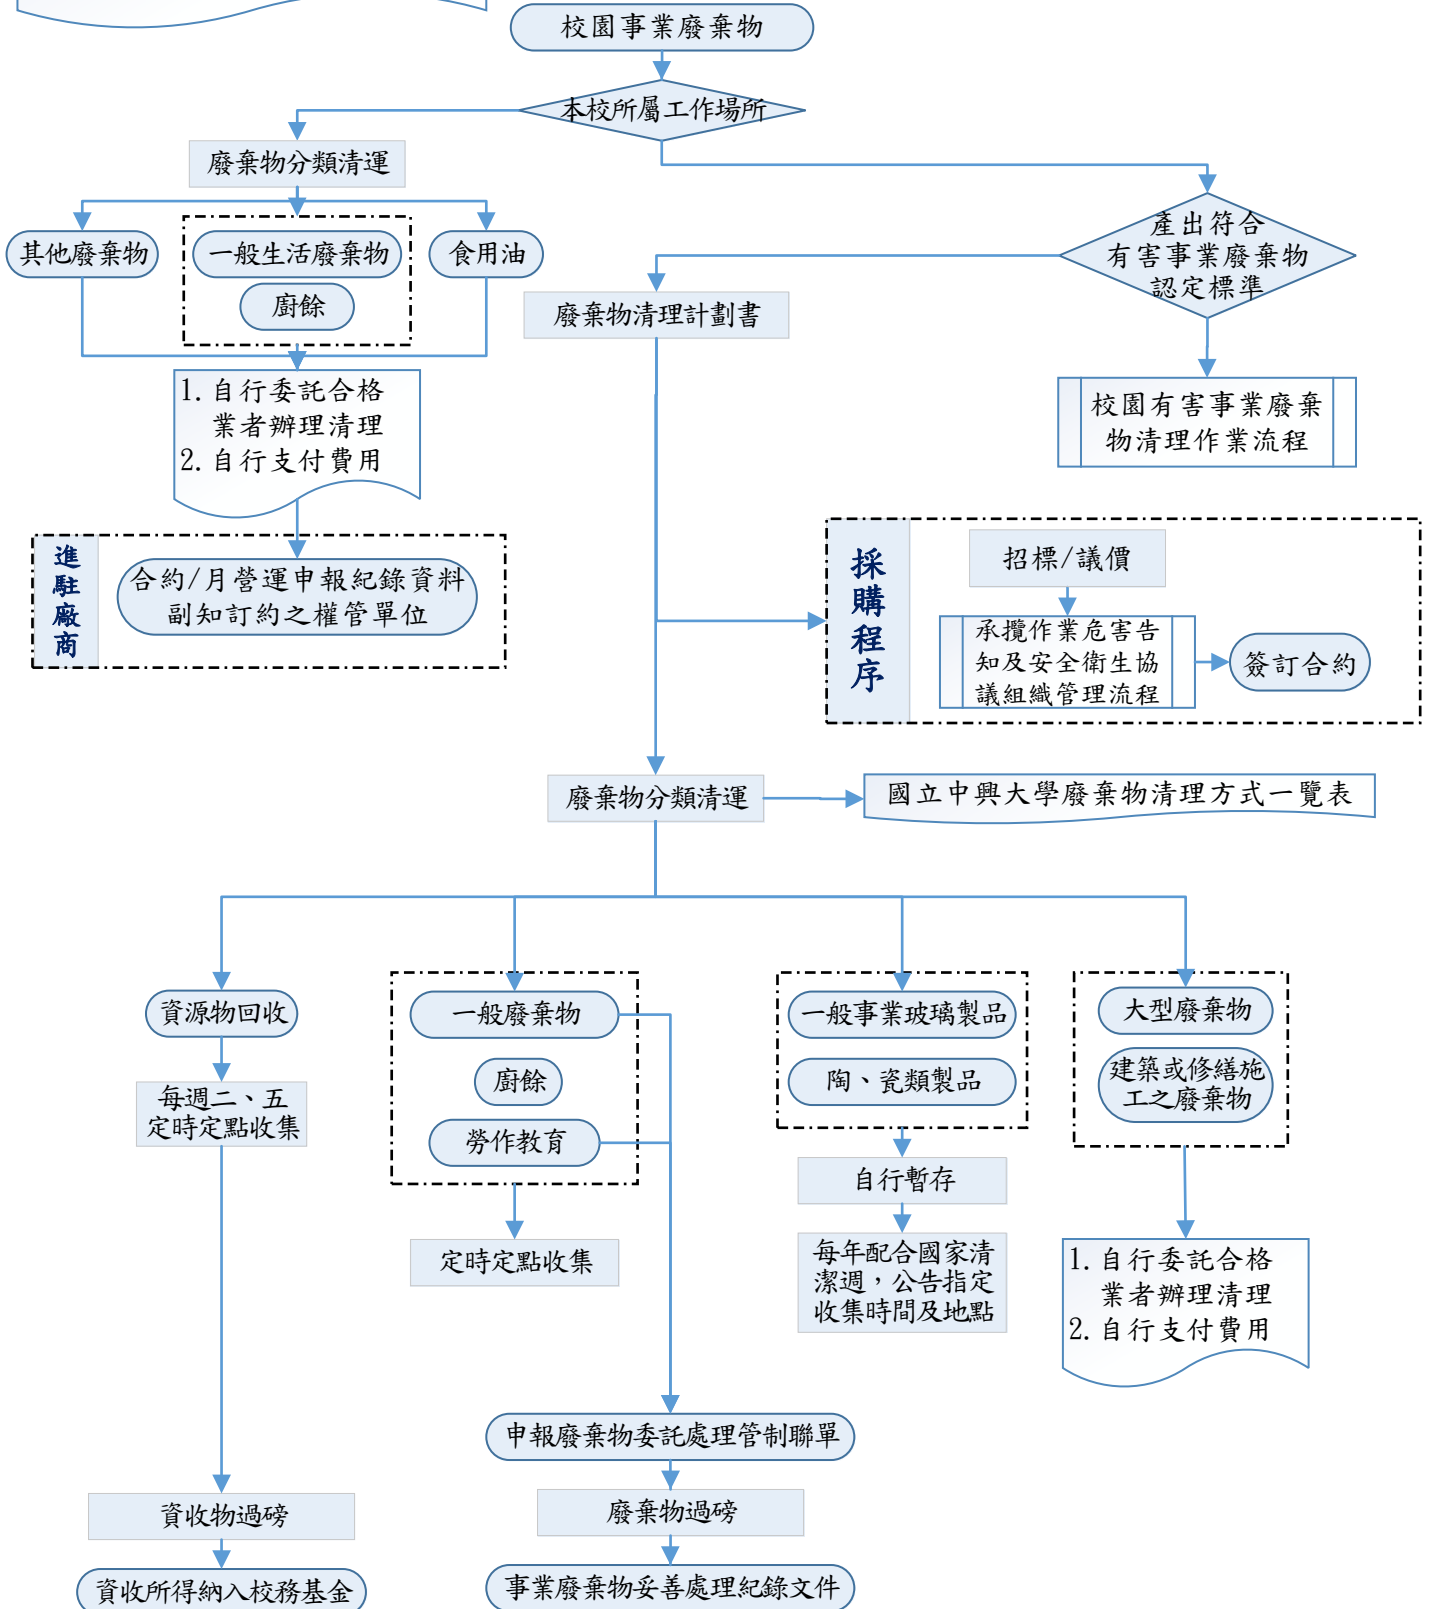 校園事業廢棄物
本校所屬工作場所
廢棄物分類清運
其他廢棄物
一般生活廢棄物
廚餘
食用油
產出符合
有害事業廢棄物
認定標準
廢棄物清理計劃書
1. 自行委託合格
業者辦理清理
2. 自行支付費用
校園有害事業廢棄
物清理作業流程
進駐廠商
合約/月營運申報紀錄資料
副知訂約之權管單位
採購程序
招標/議價
承攬作業危害告
知及安全衛生協
議組織管理流程
簽訂合約
廢棄物分類清運
國立中興大學廢棄物清理方式一覽表
資源物回收
每週二、五
定時定點收集
一般廢棄物
廚餘
勞作教育
定時定點收集
一般事業玻璃製品
陶、瓷類製品
自行暫存
每年配合國家清
潔週，公告指定
收集時間及地點
大型廢棄物
建築或修繕施
工之廢棄物
1. 自行委託合格
業者辦理清理
2. 自行支付費用
申報廢棄物委託處理管制聯單
資收物過磅
廢棄物過磅
資收所得納入校務基金
事業廢棄物妥善處理紀錄文件